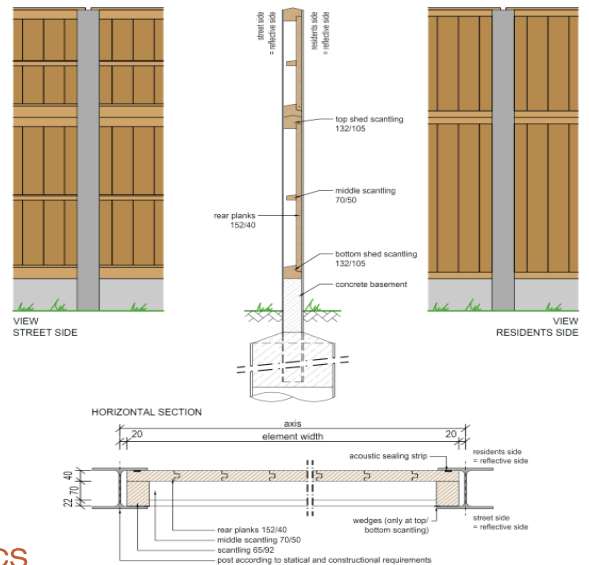 street side
= reflective side
residents side
= reflective side
top shed scantling
132/105
middle scantling
70/50
rear planks
152/40
bottom shed scantling
132/105
concrete basement
VIEW
STREET SIDE
VIEW
RESIDENTS SIDE
HORIZONTAL SECTION
axis
20
element width
20
acoustic sealing strip
residents side
= reflective side
40
70
22
wedges (only at top/
bottom scantling)
street side
= reflective side
rear planks 152/40
middle scantling 70/50
scantling 65/92
post according to statical and constructional requirements
cs